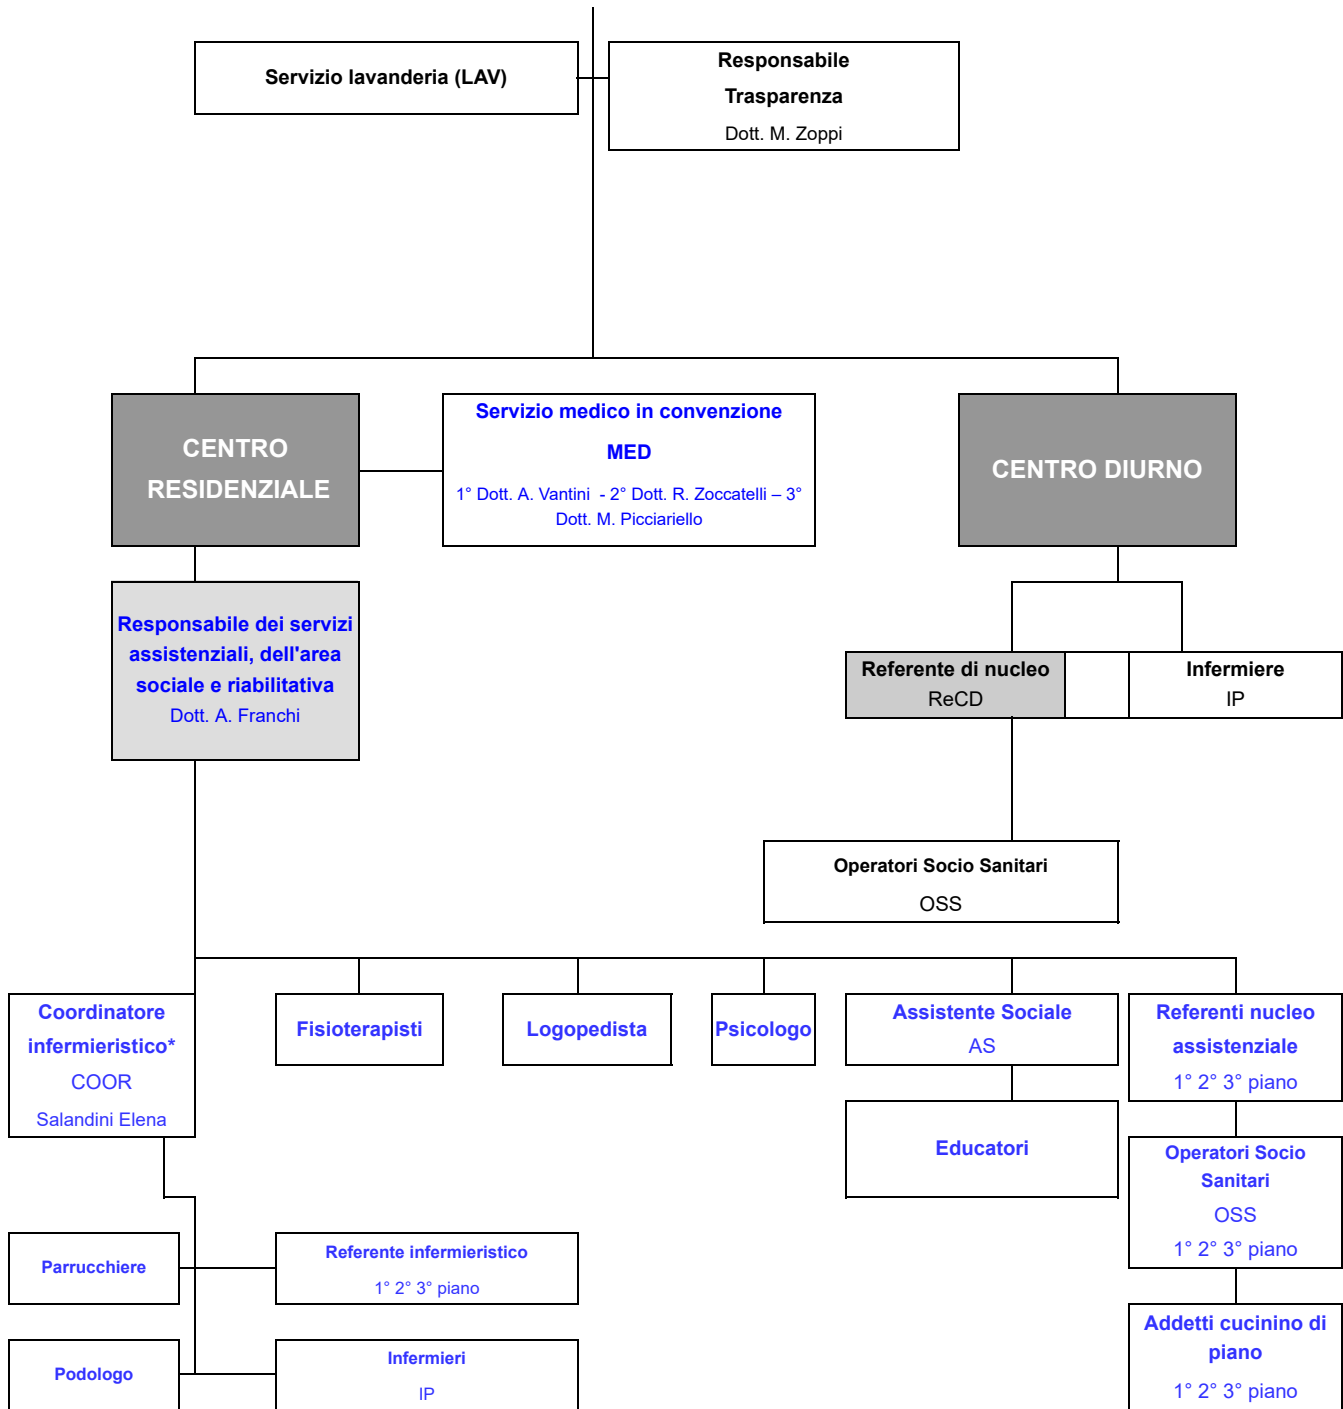 Servizio lavanderia (LAV)
Responsabile
Trasparenza
Dott. M. Zoppi
CENTRO
RESIDENZIALE
Servizio medico in convenzione
MED
1° Dott. A. Vantini  - 2° Dott. R. Zoccatelli – 3°
Dott. M. Picciariello
CENTRO DIURNO
Responsabile dei servizi
assistenziali, dell'area
sociale e riabilitativa
Dott. A. Franchi
Referente di nucleo
ReCD
Infermiere
IP
Operatori Socio Sanitari
OSS
Coordinatore
infermieristico*
COOR
Salandini Elena
Fisioterapisti
Logopedista
Psicologo
Assistente Sociale
AS
Referenti nucleo
assistenziale
1° 2° 3° piano
Educatori
Operatori Socio
Sanitari
OSS
1° 2° 3° piano
Parrucchiere
Referente infermieristico
1° 2° 3° piano
Podologo
Infermieri
IP
Addetti cucinino di
piano
1° 2° 3° piano